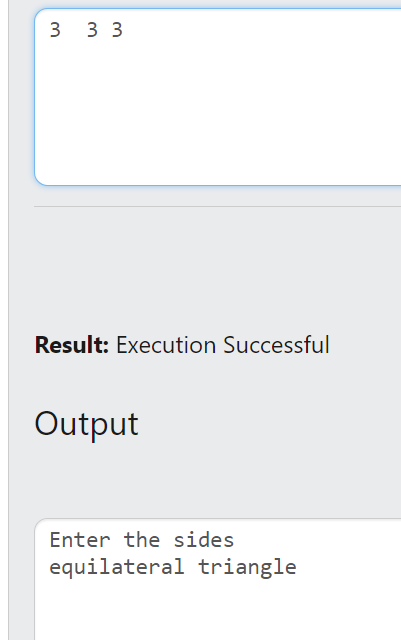 3  3 3
Result: Execution Successful
Output
Enter the sides
equilateral triangle